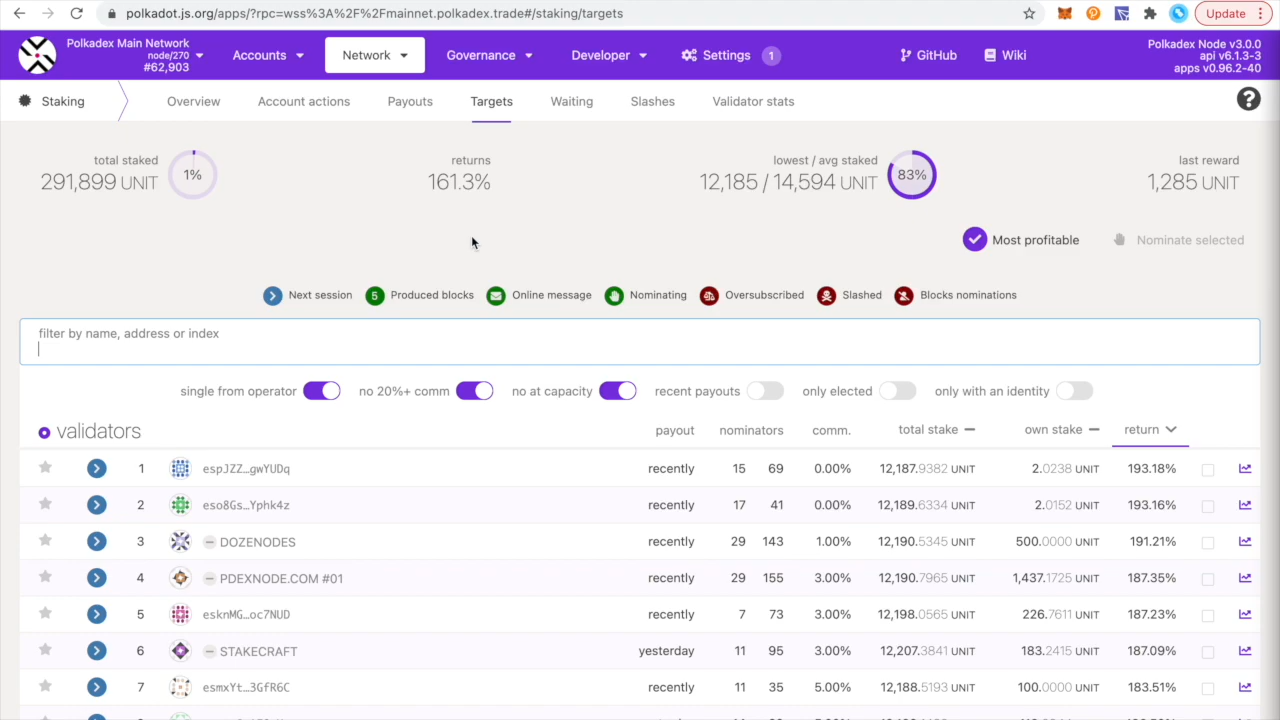 polkadot.js.org/apps/?rpc=wss%3A%2F%2Fmainnet.polkadex.trade#/staking/targets
Update
Polkadex Main Network
node/270
#62,903
Accounts
Network
Governance
Developer
Settings
1
GitHub
Wiki
Polkadex Node v3.0.0
api v6.1.3-3
apps v0.96.2-40
Staking
Overview
Account actions
Payouts
Targets
Waiting
Slashes
Validator stats
?
total staked
291,899 UNIT
1%
returns
161.3%
lowest / avg staked
12,185 / 14,594 UNIT
83%
last reward
1,285 UNIT
Most profitable
Nominate selected
Next session
5 Produced blocks
Online message
Nominating
Oversubscribed
Slashed
Blocks nominations
filter by name, address or index
single from operator
no 20%+ comm
no at capacity
recent payouts
only elected
only with an identity
validators payout nominators comm. total stake own stake return
1 espJZZ…gwYUDq recently 15 69 0.00% 12,187.9382 UNIT 2.0238 UNIT 193.18%
2 eso8Gs…Yphk4z recently 17 41 0.00% 12,189.6334 UNIT 2.0152 UNIT 193.16%
3 DOZENODES recently 29 143 1.00% 12,190.5345 UNIT 500.0000 UNIT 191.21%
4 PDEXNODE.COM #01 recently 29 155 3.00% 12,190.7965 UNIT 1,437.1725 UNIT 187.35%
5 esknMG…oc7NUD recently 7 73 3.00% 12,198.0565 UNIT 226.7611 UNIT 187.23%
6 STAKECRAFT yesterday 11 95 3.00% 12,207.3841 UNIT 183.2415 UNIT 187.09%
7 esmxYt…3GfR6C recently 11 35 5.00% 12,188.5193 UNIT 100.0000 UNIT 183.51%